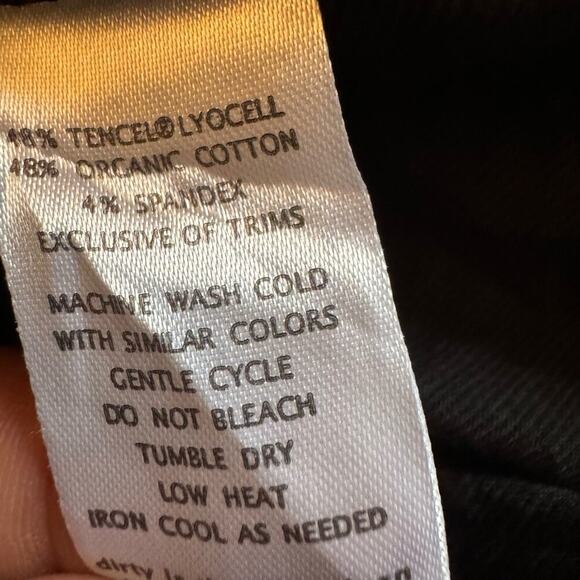 48% TENCEL®LYOCELL
48% ORGANIC COTTON
4% SPANDEX
EXCLUSIVE OF TRIMS
MACHINE WASH COLD
WITH SIMILAR COLORS
GENTLE CYCLE
DO NOT BLEACH
TUMBLE DRY
LOW HEAT
IRON COOL AS NEEDED
dirty